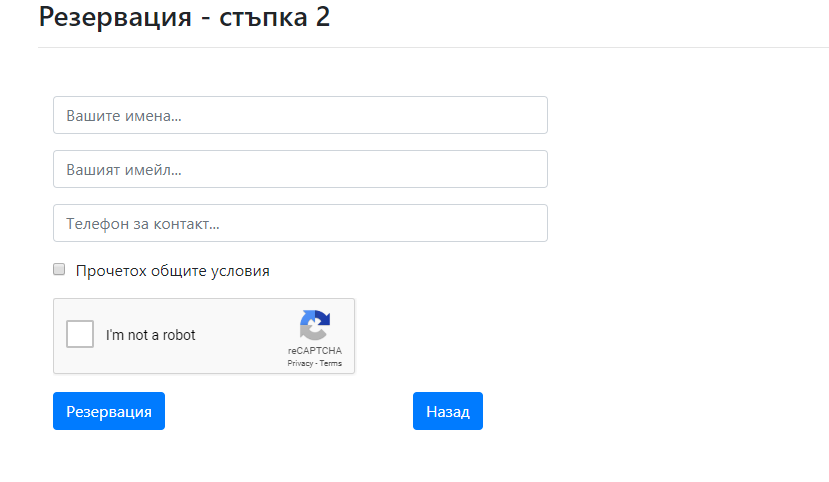 Резервация - стъпка 2
Вашите имена...
Вашият имейл...
Телефон за контакт...
Прочетох общите условия
I'm not a robot
reCAPTCHA
Privacy - Terms
Резервация
Назад